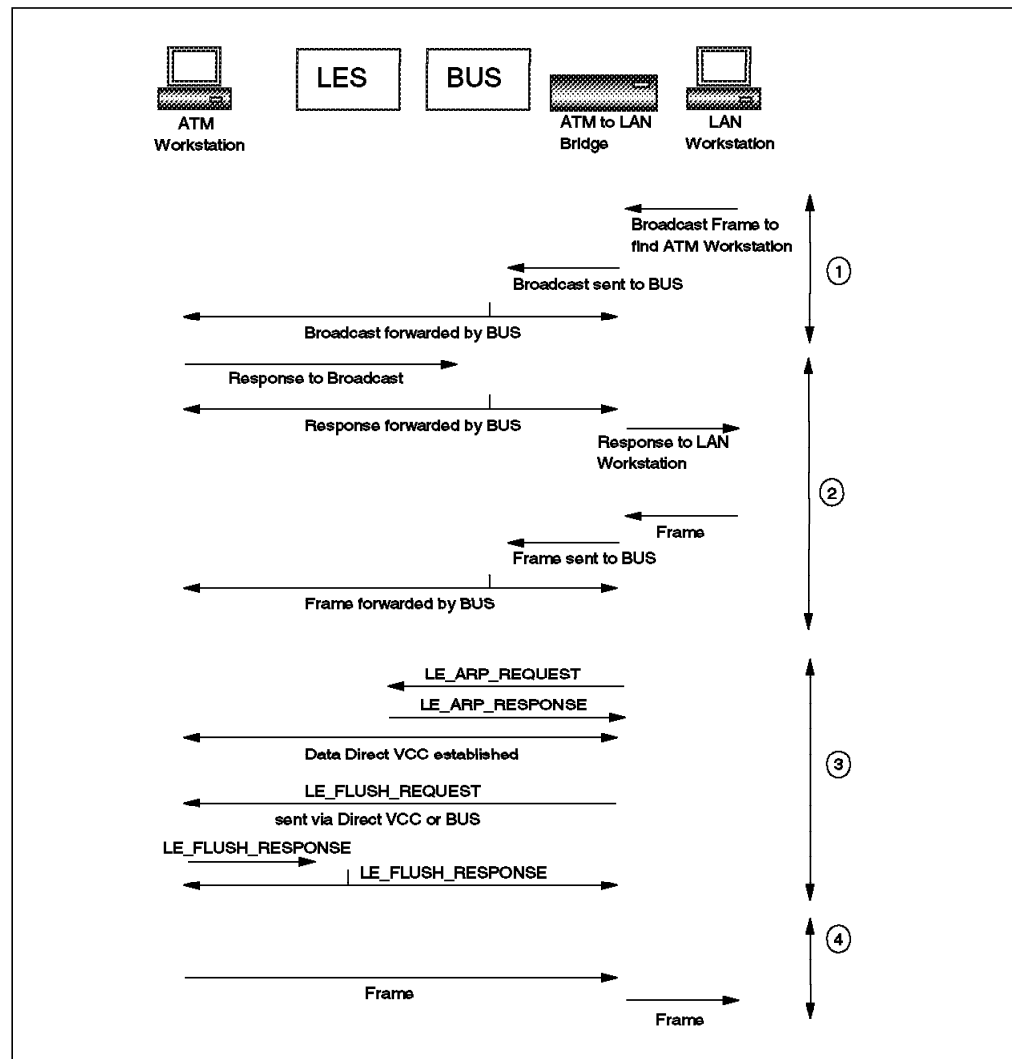 LES
BUS
ATM
Workstation
ATM to LAN
Bridge
LAN
Workstation
Broadcast Frame to
find ATM Workstation
Broadcast sent to BUS
1
Broadcast forwarded by BUS
Response to Broadcast
Response forwarded by BUS
Response to LAN
Workstation
2
Frame
Frame sent to BUS
Frame forwarded by BUS
LE_ARP_REQUEST
LE_ARP_RESPONSE
Data Direct VCC established
3
LE_FLUSH_REQUEST
sent via Direct VCC or BUS
LE_FLUSH_RESPONSE
LE_FLUSH_RESPONSE
4
Frame
Frame